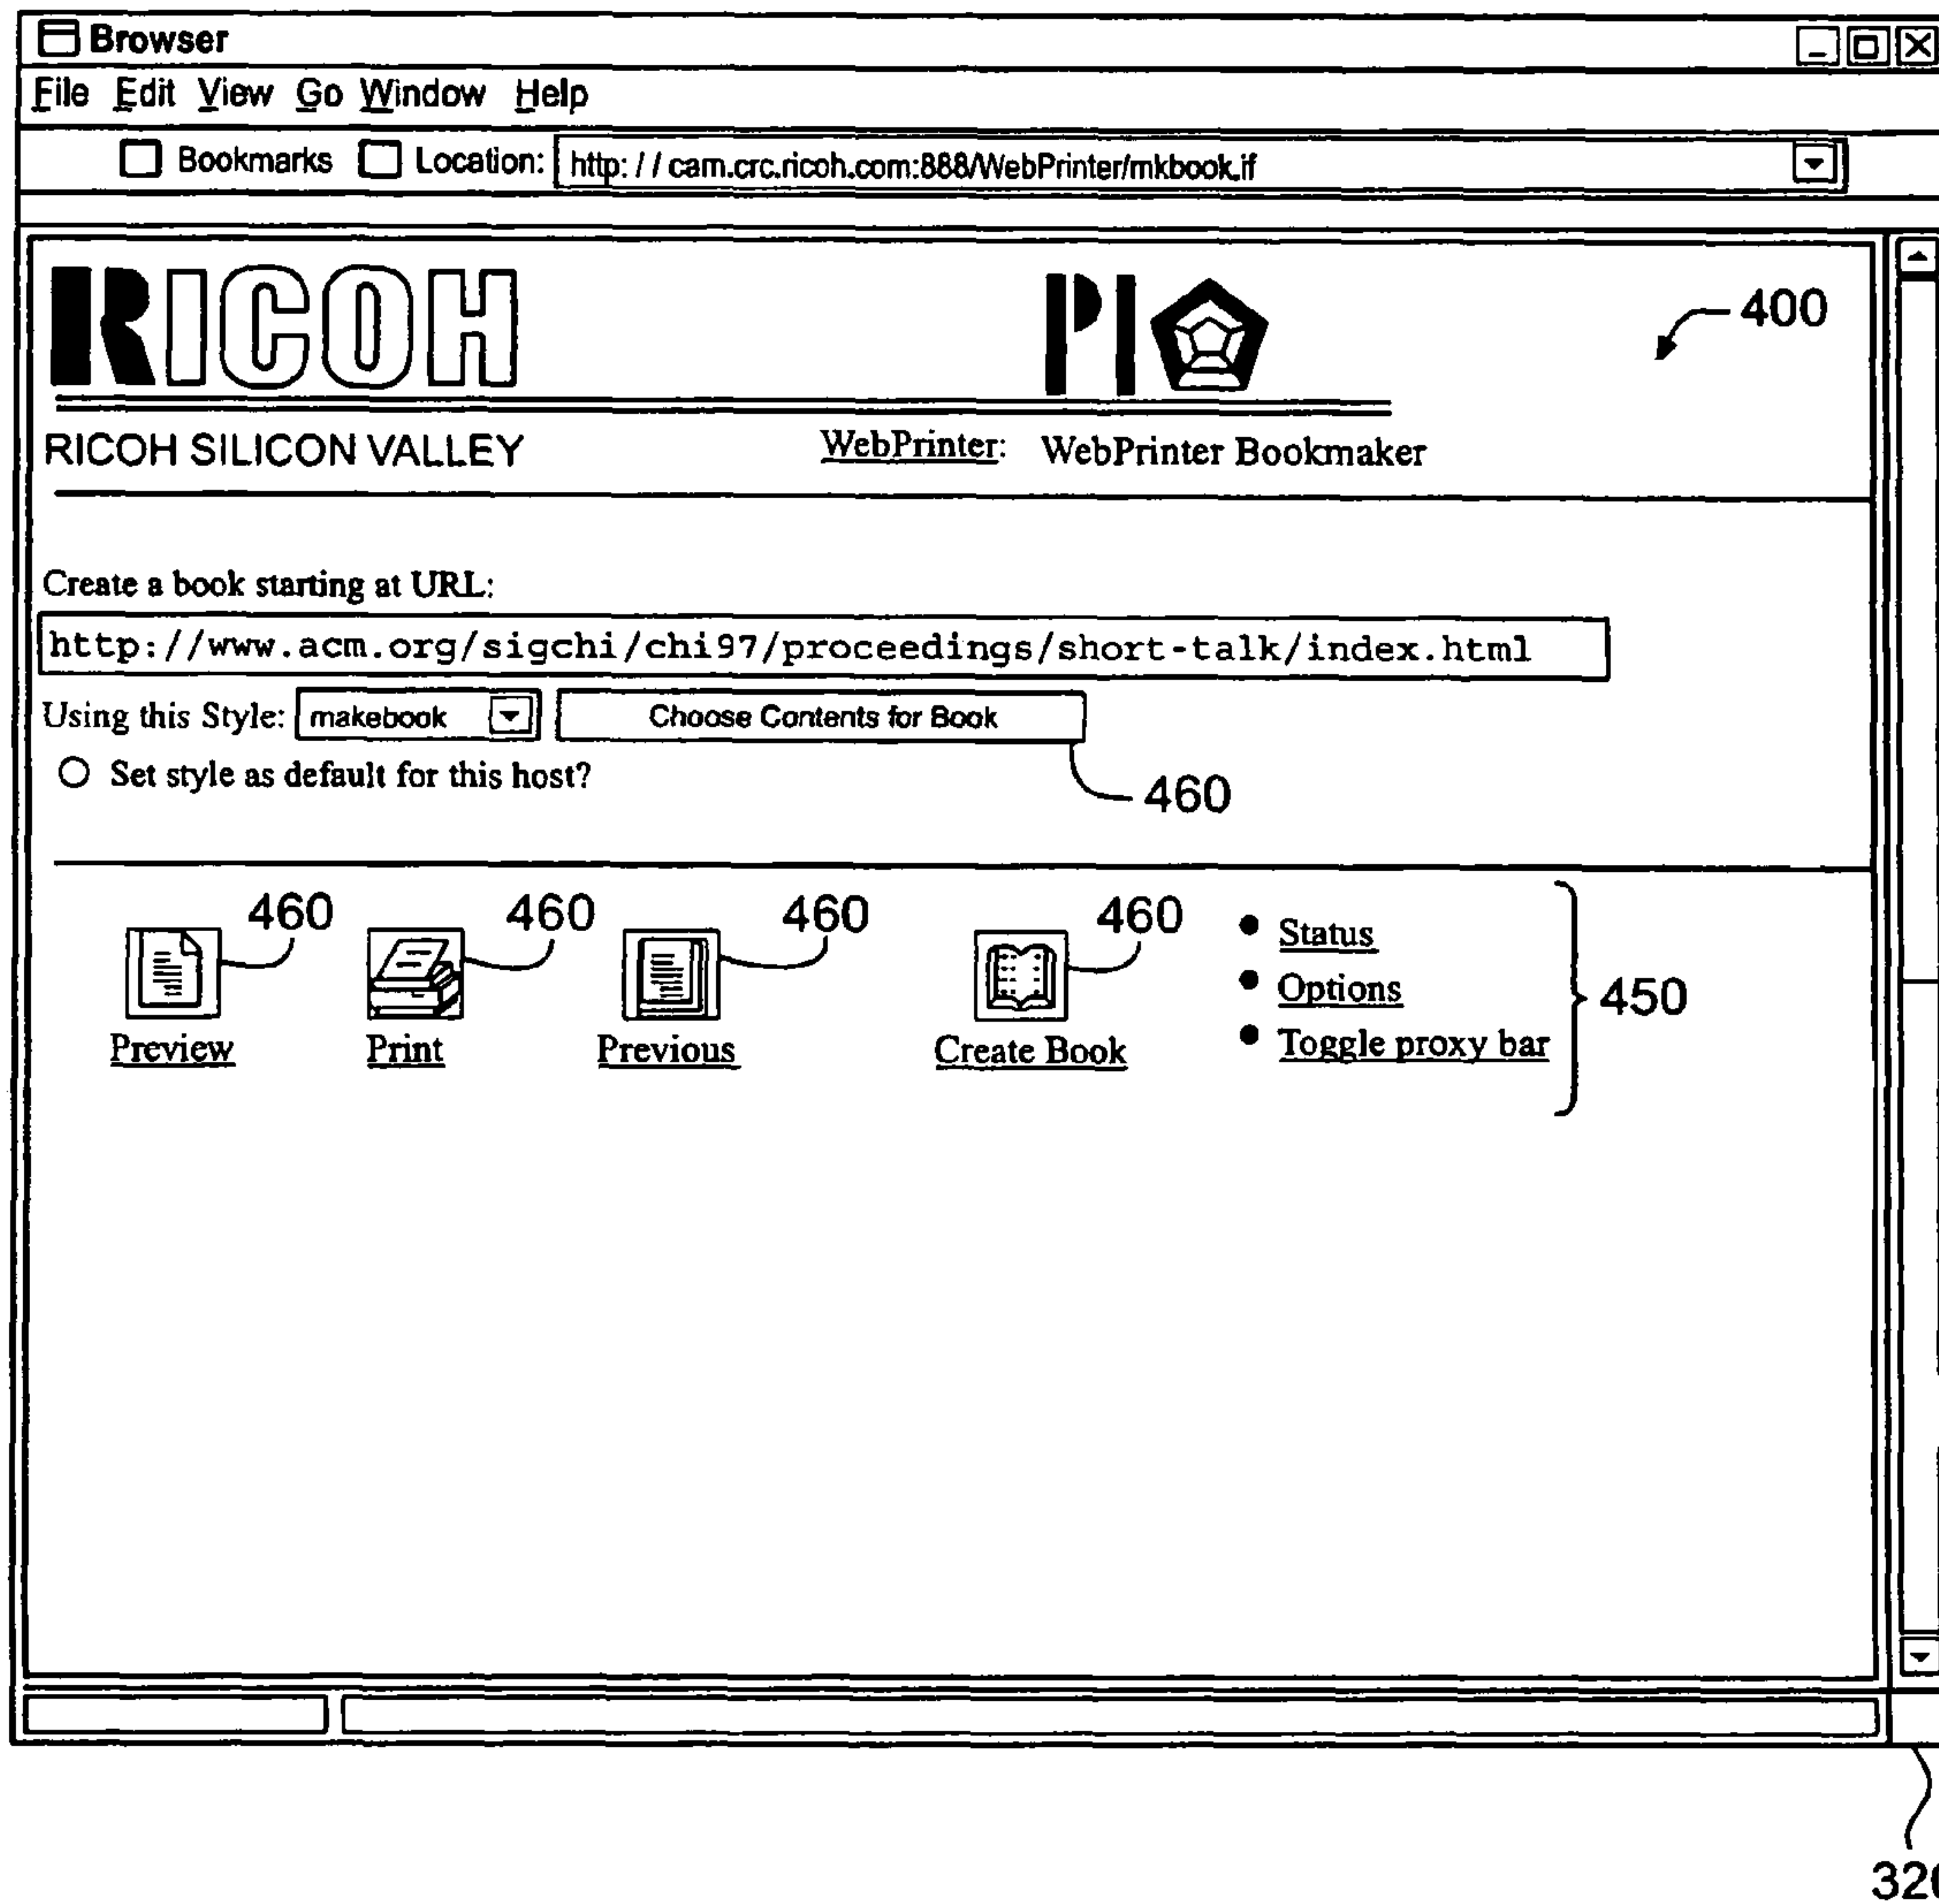 Browser
File Edit View Go Window Help
Bookmarks Location: http: / / cam.crc.ricoh.com:888/WebPrinter/mkbook.if
RICOH PI
400
RICOH SILICON VALLEY WebPrinter: WebPrinter Bookmaker
Create a book starting at URL:
http://www.acm.org/sigchi/chi97/proceedings/short-talk/index.html
Using this Style: makebook Choose Contents for Book
Set style as default for this host?
460
460 460 460 460
Preview Print Previous Create Book
• Status
• Options
• Toggle proxy bar
450